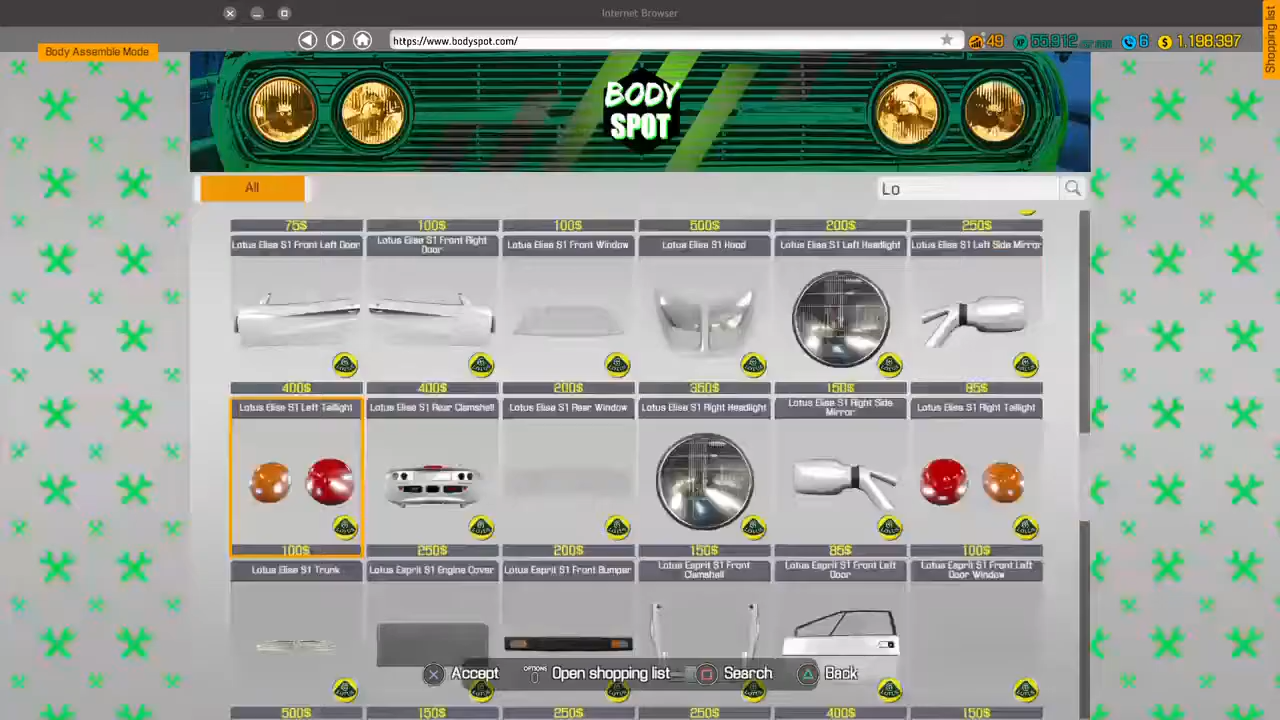 Internet Browser
Shopping list
Body Assemble Mode
https://www.bodyspot.com/
49
6
1,198,397
BODY
SPOT
All
Lo
75$ 100$ 100$ 500$ 200$ 250$
Lotus Elise S1 Front Left Door
Lotus Elise S1 Front Right
Door
Lotus Elise S1 Front Window
Lotus Elise S1 Hood
Lotus Elise S1 Left Headlight
Lotus Elise S1 Left Side Mirror
400$ 400$ 200$ 350$ 150$ 85$
Lotus Elise S1 Left Taillight
Lotus Elise S1 Rear Clamshell
Lotus Elise S1 Rear Window
Lotus Elise S1 Right Headlight
Lotus Elise S1 Right Side
Mirror
Lotus Elise S1 Right Taillight
100$ 250$ 200$ 150$ 85$ 100$
Lotus Elise S1 Trunk
Lotus Esprit S1 Engine Cover
Lotus Esprit S1 Front Bumper
Lotus Esprit S1 Front
Clamshell
Lotus Esprit S1 Front Left
Door
Lotus Esprit S1 Front Left
Door Window
Accept
OPTIONS
Open shopping list
Search
Back
500$ 150$ 250$ 250$ 400$ 150$